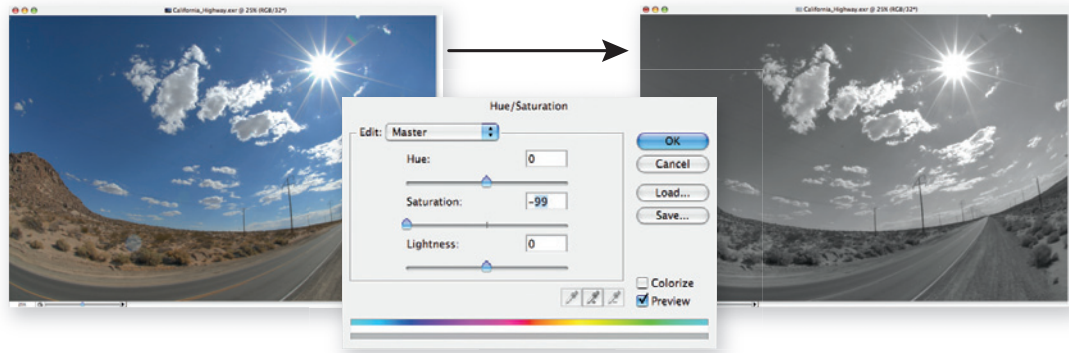 California_Highway.exr @ 25% (RGB/32*)
California_Highway.exr @ 25% (RGB/32*)
Hue/Saturation
Edit: Master
Hue: 0
Saturation: -99
Lightness: 0
OK
Cancel
Load...
Save...
Colorize
Preview